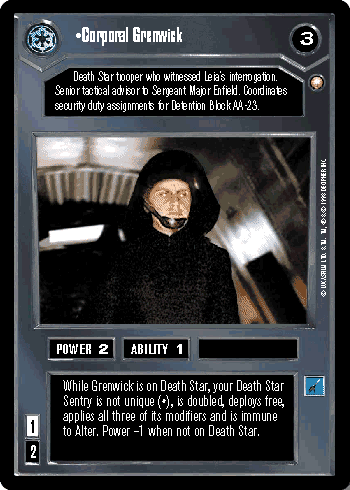 •Corporal Grenwick
3
Death Star trooper who witnessed Leia's interrogation.
Senior tactical advisor to Sergeant Major Enfield. Coordinates
security duty assignments for Detention Block AA-23.
POWER 2 ABILITY 1
While Grenwick is on Death Star, your Death Star
Sentry is not unique (•), is doubled, deploys free,
applies all three of its modifiers and is immune
to Alter. Power –1 when not on Death Star.
1
2